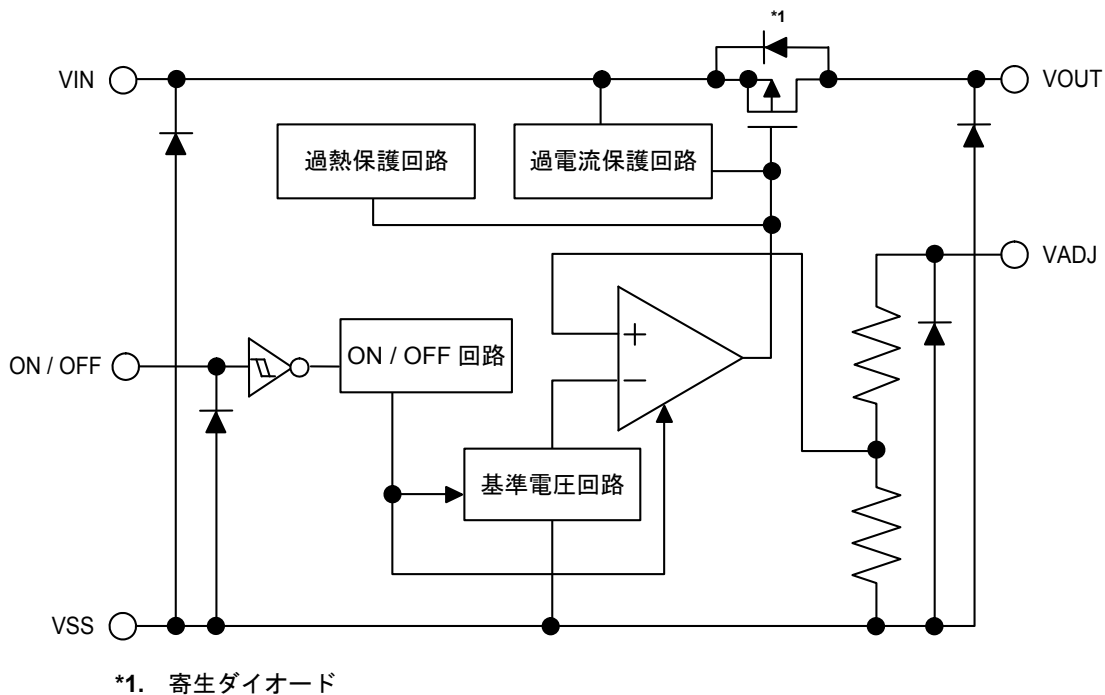 *1
VIN
VOUT
過熱保護回路
過電流保護回路
VADJ
ON / OFF
ON / OFF 回路
+
−
基準電圧回路
VSS
*1. 寄生ダイオード